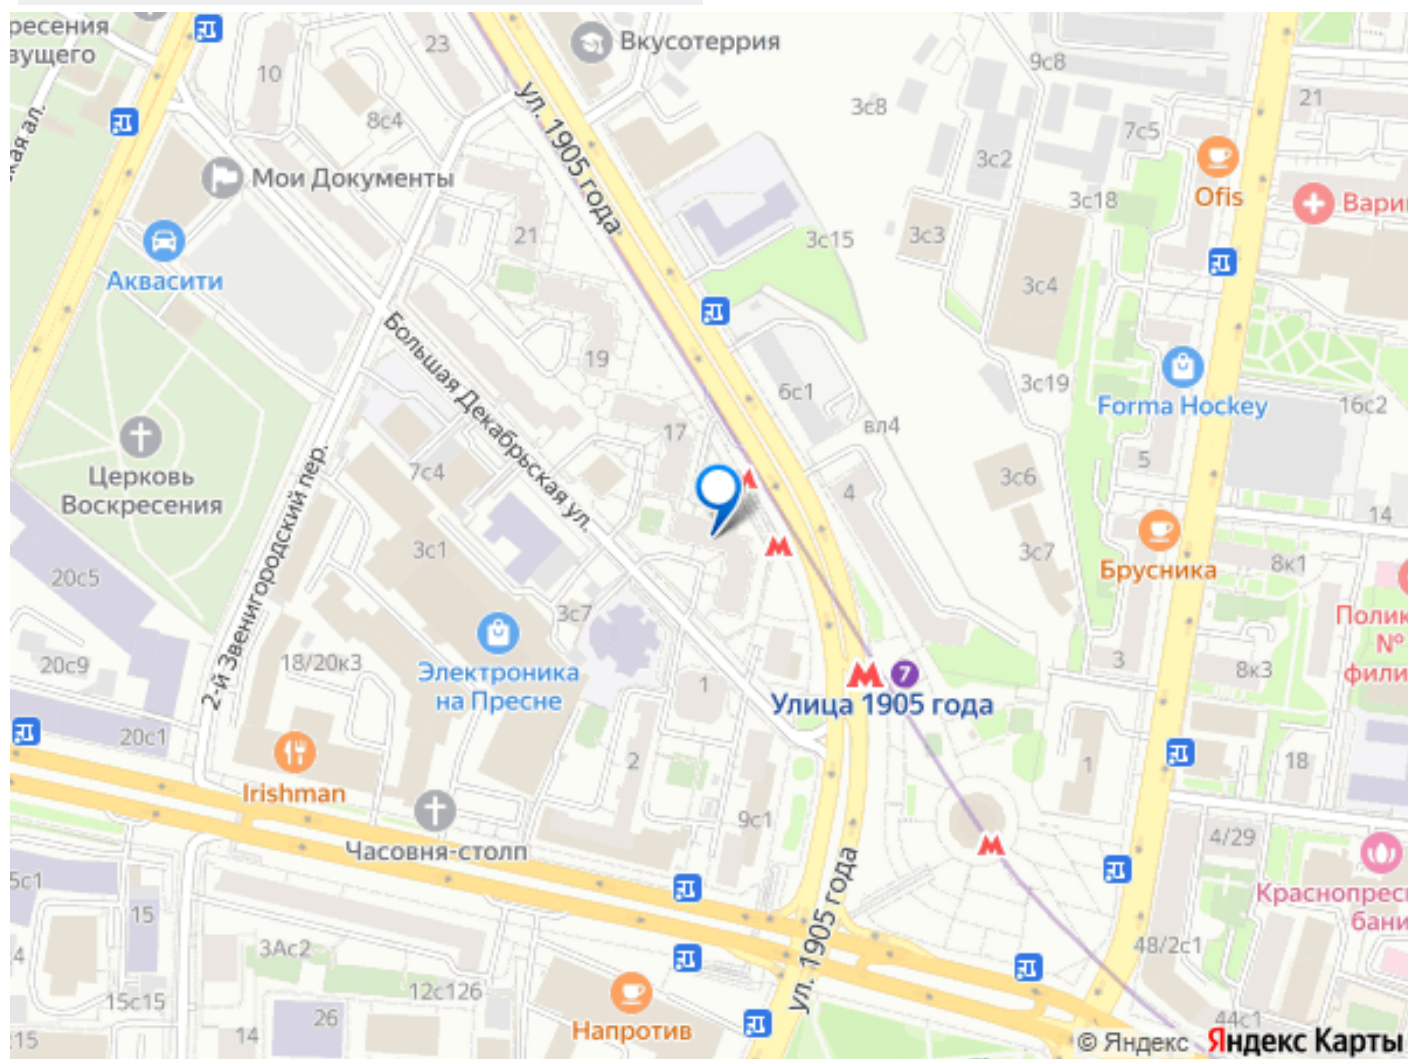 ресения
вущего
23
Вкусотеррия
10
9с8
21
8с4
3с8
7с5
кая ал.
ул. 1905 года
3с2
Мои Документы
3с18
Ofis
Вари
21
3с15
3с3
Аквасити
3с4
Большая Декабрьская ул.
19
6с1
3с19
Forma Hockey
16с2
17
вл4
Церковь
Воскресения
7с4
5
3с6
4
14
2-й Звенигородский пер.
3с1
3с7
Брусника
8к1
20с5
3с7
Полик
№
фили
20с9
18/20к3
Электроника
на Пресне
1
3
8к3
7
Улица 1905 года
20с1
2
1
18
Irishman
9с1
4/29
Часовня-столп
5с1
Краснопрес
бани
15
ул. 1905 года
48/2с1
4
3Ас2
15с15
12с126
26
14
Напротив
15
44с1
© Яндекс Яндекс Карты